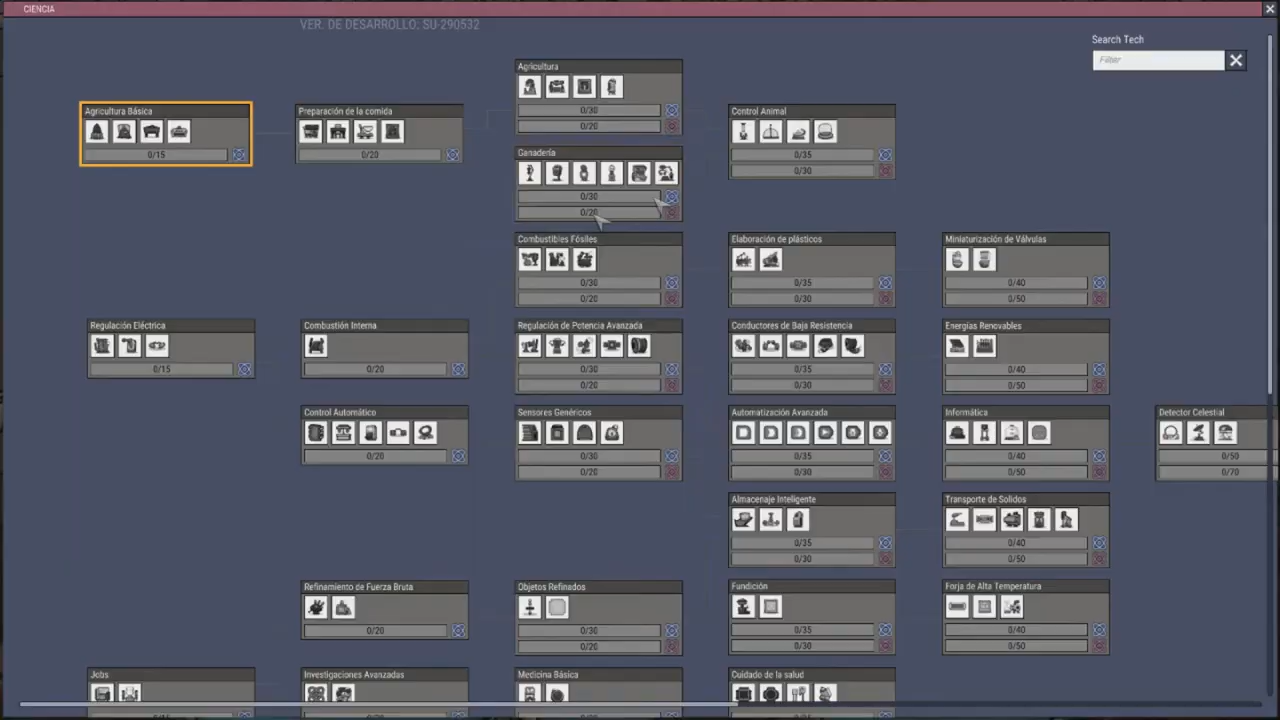 CIENCIA
VER. DE DESARROLLO: SU-290532
Search Tech
Filter
Agricultura
0/30
0/20
Agricultura Básica
0/15
Preparación de la comida
0/20
Control Animal
0/35
0/30
Ganadería
0/30
0/20
Combustibles Fósiles
0/30
0/20
Elaboración de plásticos
0/35
0/30
Miniaturización de Válvulas
0/40
0/50
Regulación Eléctrica
0/15
Combustión Interna
0/20
Regulación de Potencia Avanzada
0/30
0/20
Conductores de Baja Resistencia
0/35
0/30
Energías Renovables
0/40
0/50
Control Automático
0/20
Sensores Genéricos
0/30
0/20
Automatización Avanzada
0/35
0/30
Informática
0/40
0/50
Detector Celestial
0/50
0/70
Almacenaje Inteligente
0/35
0/30
Transporte de Solidos
0/40
0/50
Refinamiento de Fuerza Bruta
0/20
Objetos Refinados
0/30
0/20
Fundición
0/35
0/30
Forja de Alta Temperatura
0/40
0/50
Jobs
Investigaciones Avanzadas
Medicina Básica
Cuidado de la salud